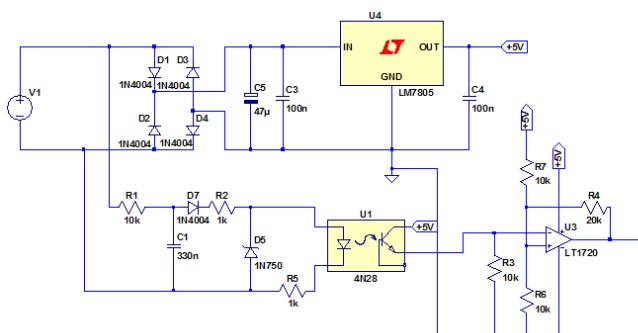 U4
D1
D3
IN
OUT
+5V
1N4004
1N4004
V1
C5
C3
GND
C4
D2
D4
47µ
100n
LM7805
100n
1N4004
1N4004
+5V
+5V
R7
10k
R1
D7
R2
U1
R4
10k
1N4004
1k
+5V
20k
U3
C1
D5
330n
1N750
LT1720
R3
10k
R5
4N28
R6
1k
10k